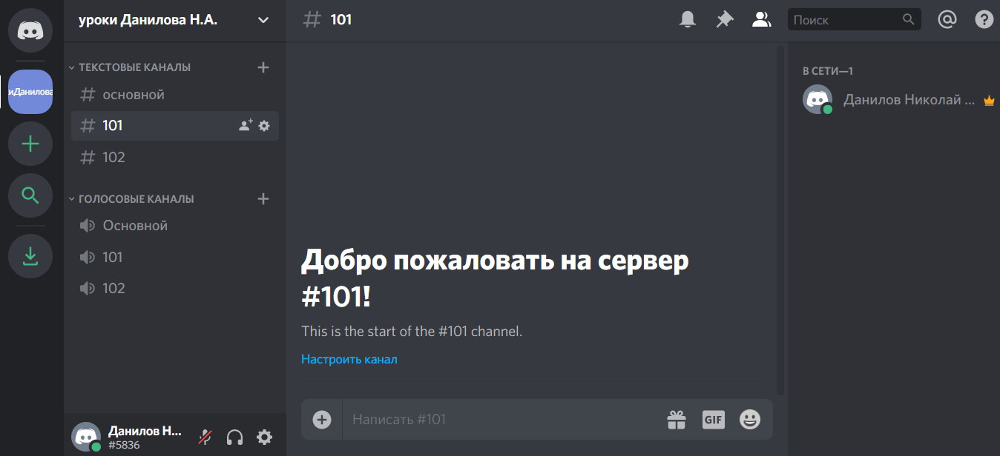 уроки Данилова Н.А.
иДанилова
ТЕКСТОВЫЕ КАНАЛЫ
основной
101
102
ГОЛОСОВЫЕ КАНАЛЫ
Основной
101
102
Данилов Н...
#5836
# 101
Поиск
Добро пожаловать на сервер
#101!
This is the start of the #101 channel.
Настроить канал
Написать #101
GIF
В СЕТИ—1
Данилов Николай ...